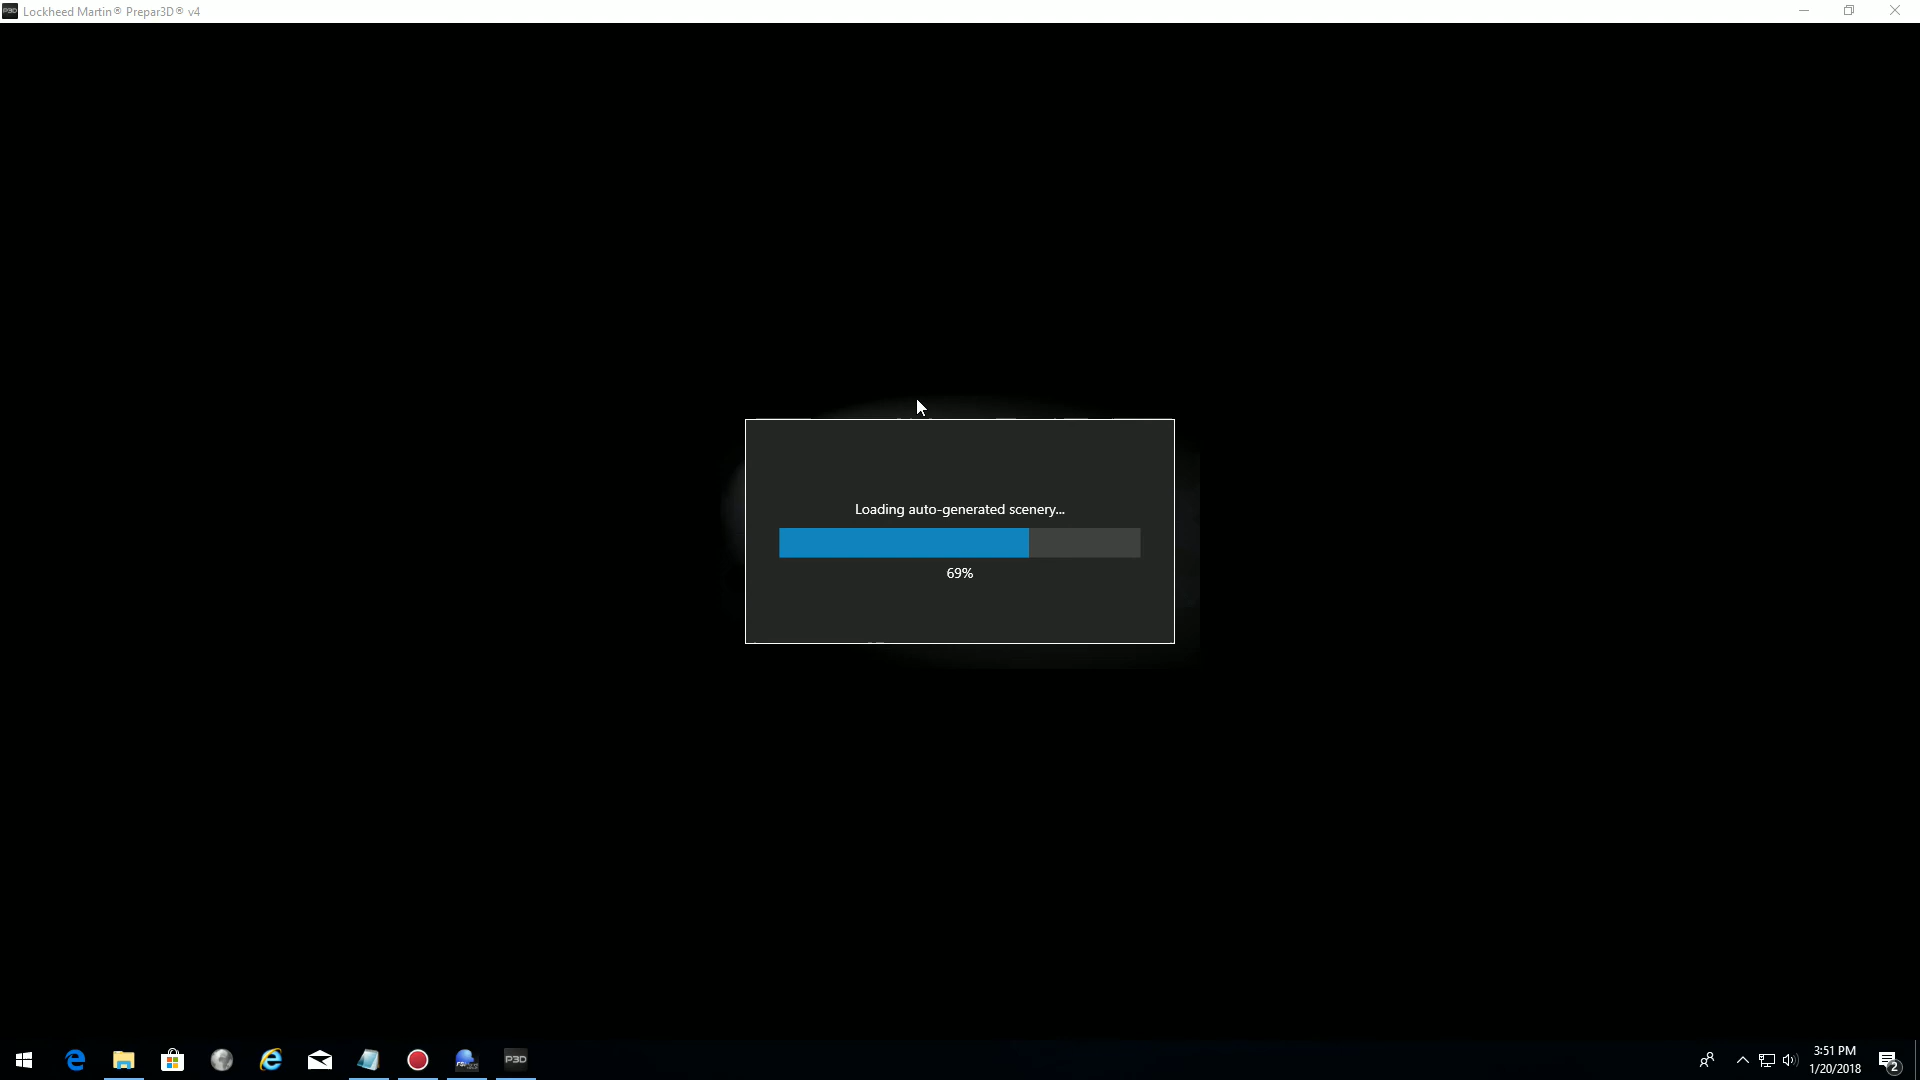 Lockheed Martin® Prepar3D® v4
Loading auto-generated scenery...
69%
P3D
3:51 PM
1/20/2018
2